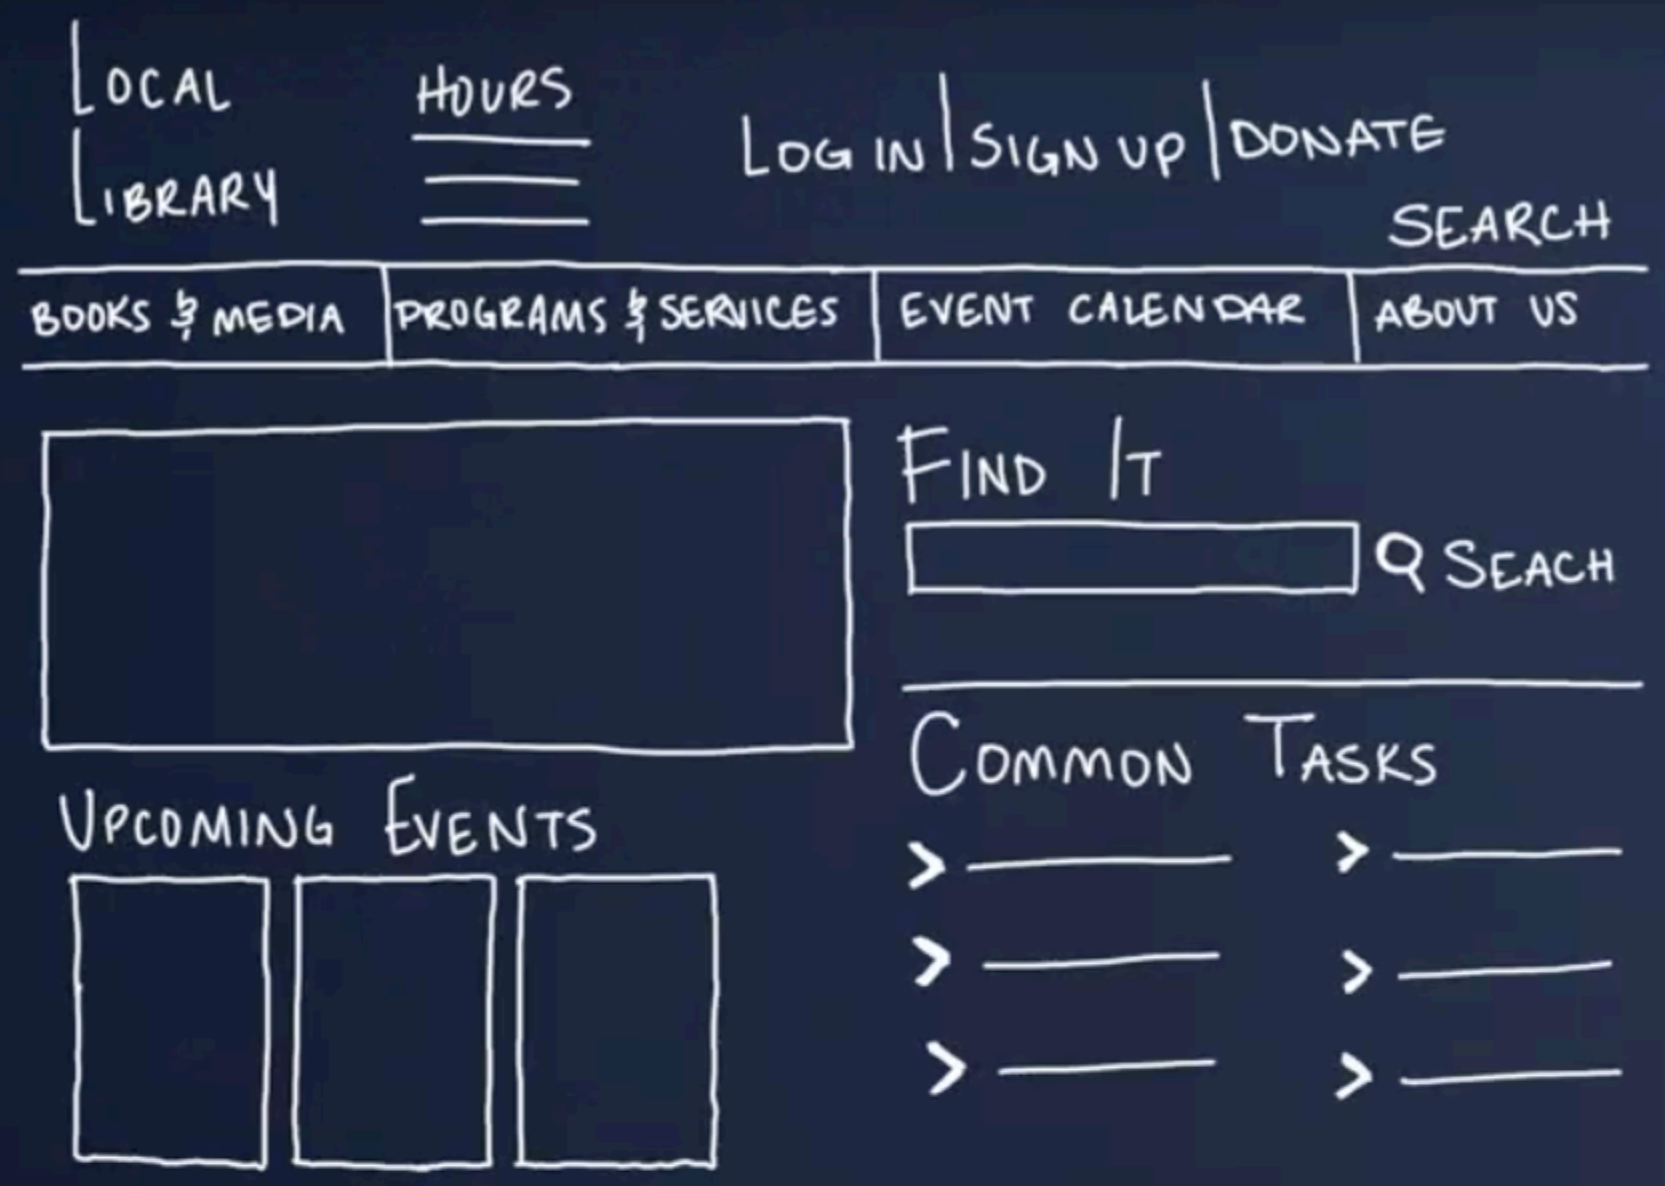 LOCAL
LIBRARY
HOURS
LOG IN | SIGN UP | DONATE
SEARCH
BOOKS & MEDIA
PROGRAMS & SERVICES
EVENT CALENDAR
ABOUT US
FIND IT
SEACH
COMMON TASKS
>
>
>
>
>
>
UPCOMING EVENTS